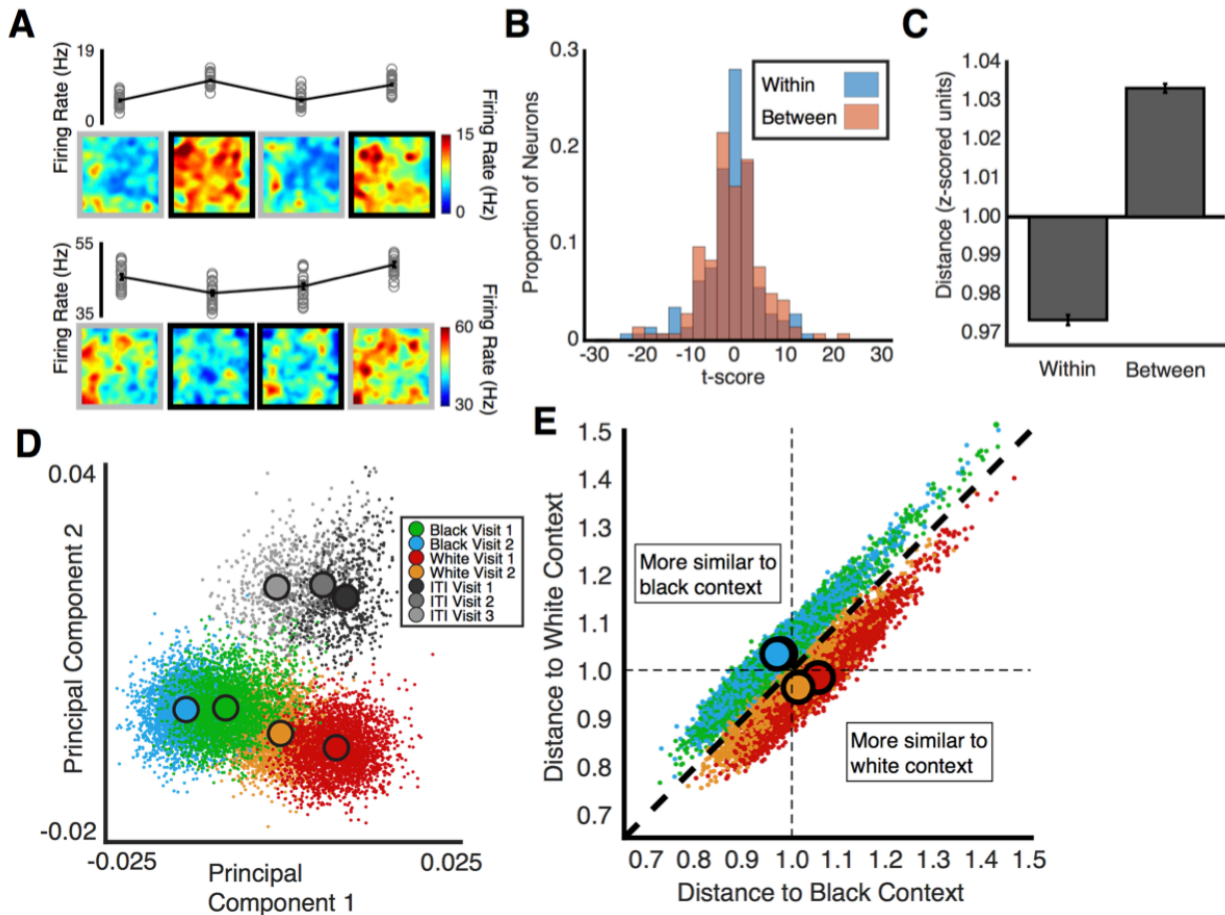 A
Firing Rate (Hz)
19
0
Firing Rate (Hz)
15
0
Firing Rate (Hz)
55
35
Firing Rate (Hz)
60
30
B
Proportion of Neurons
0.3
0.2
0.1
0
Within
Between
-30 -20 -10 0 10 20 30
t-score
C
Distance (z-scored units)
1.04
1.03
1.02
1.01
1.00
0.99
0.98
0.97
Within Between
D
Principal Component 2
0.04
-0.02
Black Visit 1
Black Visit 2
White Visit 1
White Visit 2
ITI Visit 1
ITI Visit 2
ITI Visit 3
-0.025 0.025
Principal
Component 1
E
Distance to White Context
1.5
1.4
1.3
1.2
1.1
1.0
0.9
0.8
0.7
More similar to
black context
More similar to
white context
0.7 0.8 0.9 1.0 1.1 1.2 1.3 1.4 1.5
Distance to Black Context